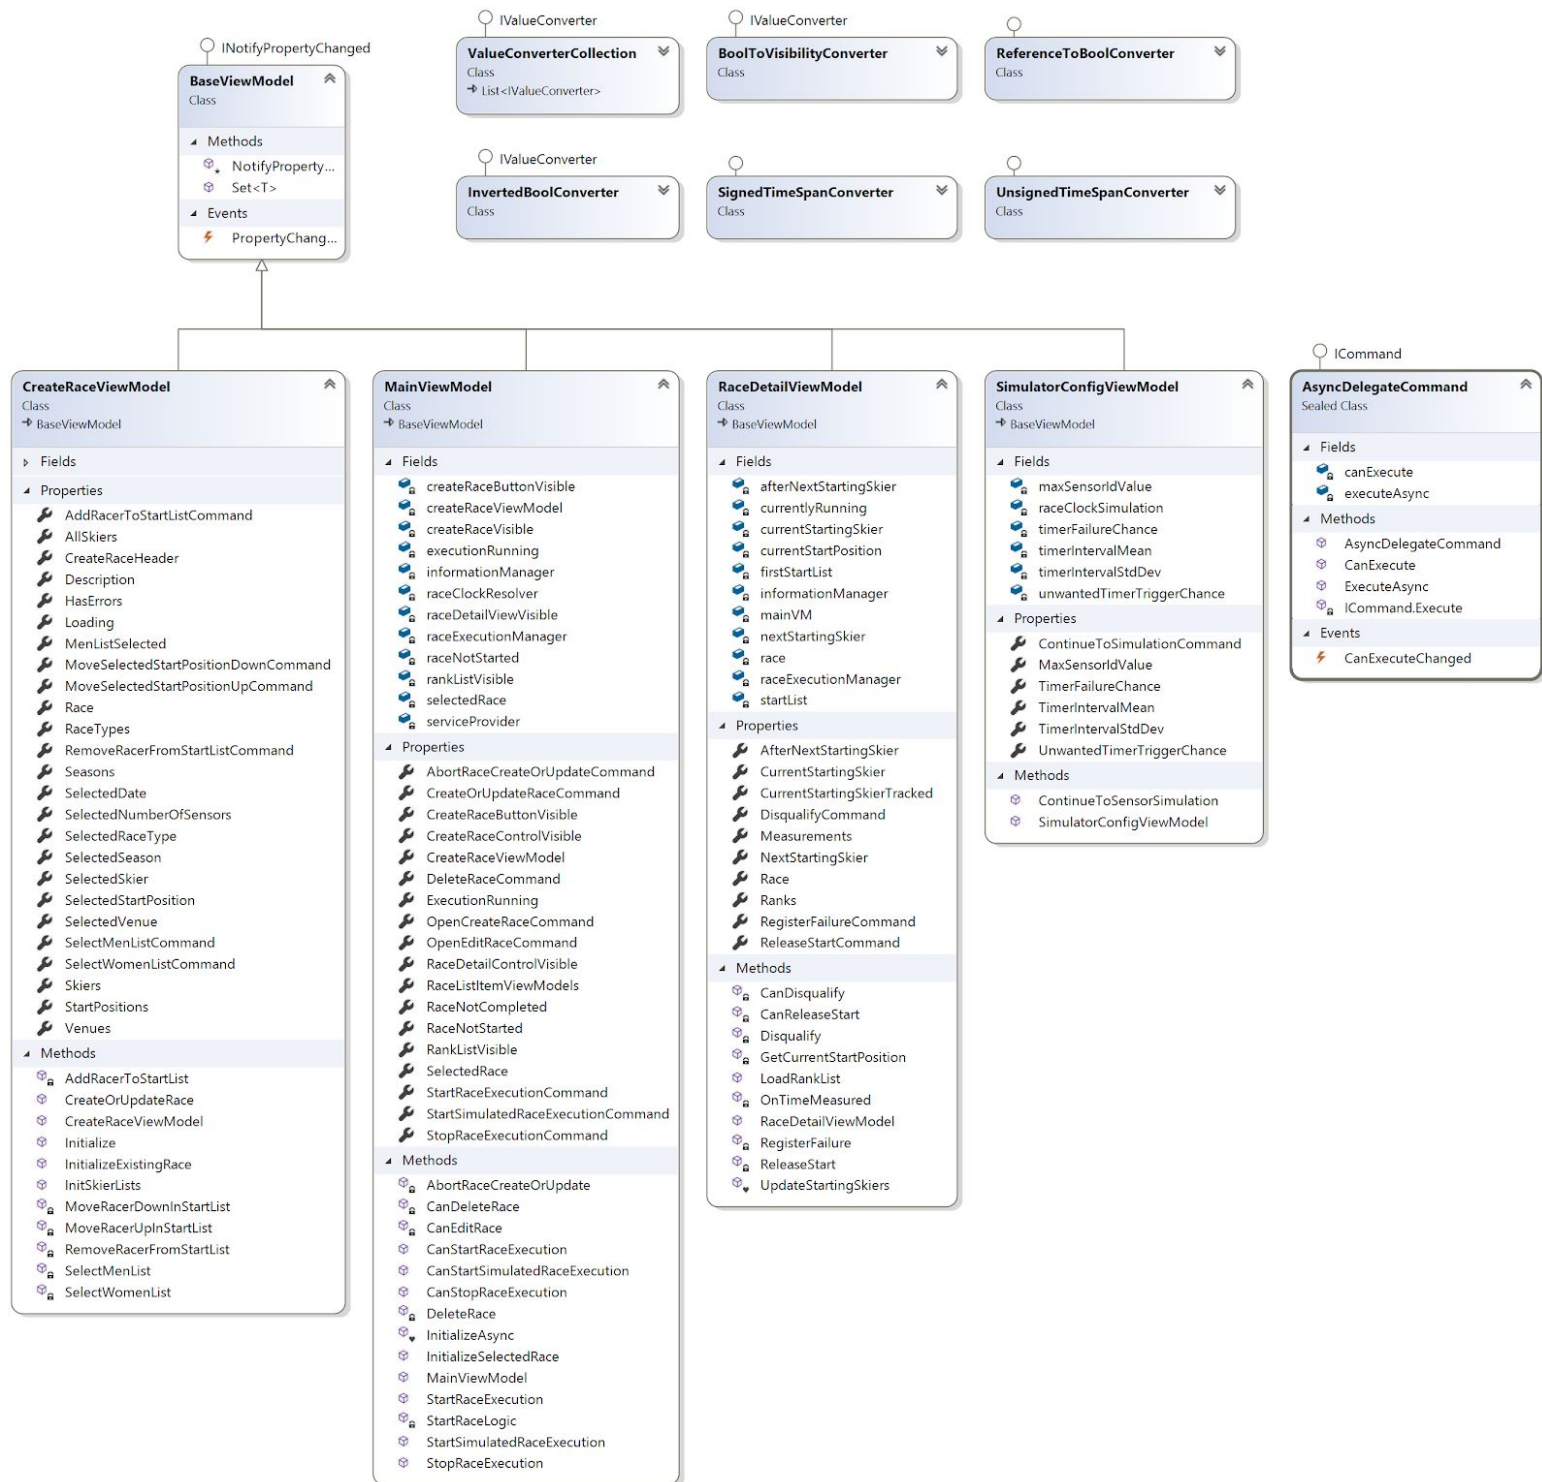 INotifyPropertyChanged
BaseViewModel
Class
Methods
NotifyProperty...
Set<T>
Events
PropertyChang...
IValueConverter
ValueConverterCollection
Class
List<IValueConverter>
IValueConverter
BoolToVisibilityConverter
Class
ReferenceToBoolConverter
Class
IValueConverter
InvertedBoolConverter
Class
SignedTimeSpanConverter
Class
UnsignedTimeSpanConverter
Class
CreateRaceViewModel
Class
BaseViewModel
Fields
Properties
AddRacerToStartListCommand
AllSkiers
CreateRaceHeader
Description
HasErrors
Loading
MenListSelected
MoveSelectedStartPositionDownCommand
MoveSelectedStartPositionUpCommand
Race
RaceTypes
RemoveRacerFromStartListCommand
Seasons
SelectedDate
SelectedNumberOfSensors
SelectedRaceType
SelectedSeason
SelectedSkier
SelectedStartPosition
SelectedVenue
SelectMenListCommand
SelectWomenListCommand
Skiers
StartPositions
Venues
Methods
AddRacerToStartList
CreateOrUpdateRace
CreateRaceViewModel
Initialize
InitializeExistingRace
InitSkierLists
MoveRacerDownInStartList
MoveRacerUpInStartList
RemoveRacerFromStartList
SelectMenList
SelectWomenList
MainViewModel
Class
BaseViewModel
Fields
createRaceButtonVisible
createRaceViewModel
createRaceVisible
executionRunning
informationManager
raceClockResolver
raceDetailViewVisible
raceExecutionManager
raceNotStarted
rankListVisible
selectedRace
serviceProvider
Properties
AbortRaceCreateOrUpdateCommand
CreateOrUpdateRaceCommand
CreateRaceButtonVisible
CreateRaceControlVisible
CreateRaceViewModel
DeleteRaceCommand
ExecutionRunning
OpenCreateRaceCommand
OpenEditRaceCommand
RaceDetailControlVisible
RaceListItemViewModels
RaceNotCompleted
RaceNotStarted
RankListVisible
SelectedRace
StartRaceExecutionCommand
StartSimulatedRaceExecutionCommand
StopRaceExecutionCommand
Methods
AbortRaceCreateOrUpdate
CanDeleteRace
CanEditRace
CanStartRaceExecution
CanStartSimulatedRaceExecution
CanStopRaceExecution
DeleteRace
InitializeAsync
InitializeSelectedRace
MainViewModel
StartRaceExecution
StartRaceLogic
StartSimulatedRaceExecution
StopRaceExecution
RaceDetailViewModel
Class
BaseViewModel
Fields
afterNextStartingSkier
currentlyRunning
currentStartingSkier
currentStartPosition
firstStartList
informationManager
mainVM
nextStartingSkier
race
raceExecutionManager
startList
Properties
AfterNextStartingSkier
CurrentStartingSkier
CurrentStartingSkierTracked
DisqualifyCommand
Measurements
NextStartingSkier
Race
Ranks
RegisterFailureCommand
ReleaseStartCommand
Methods
CanDisqualify
CanReleaseStart
Disqualify
GetCurrentStartPosition
LoadRankList
OnTimeMeasured
RaceDetailViewModel
RegisterFailure
ReleaseStart
UpdateStartingSkiers
SimulatorConfigViewModel
Class
BaseViewModel
Fields
maxSensorIdValue
raceClockSimulation
timerFailureChance
timerIntervalMean
timerIntervalStdDev
unwantedTimerTriggerChance
Properties
ContinueToSimulationCommand
MaxSensorIdValue
TimerFailureChance
TimerIntervalMean
TimerIntervalStdDev
UnwantedTimerTriggerChance
Methods
ContinueToSensorSimulation
SimulatorConfigViewModel
ICommand
AsyncDelegateCommand
Sealed Class
Fields
canExecute
executeAsync
Methods
AsyncDelegateCommand
CanExecute
ExecuteAsync
ICommand.Execute
Events
CanExecuteChanged